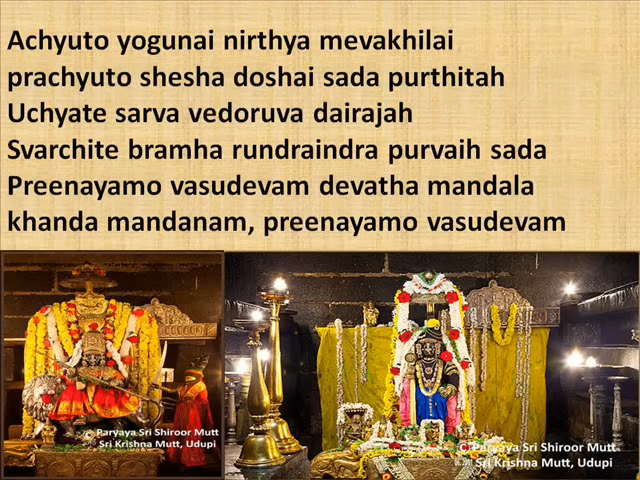 Achyuto yogunai nirthya mevakhilai
prachyuto shesha doshai sada purthitah
Uchyate sarva vedoruva dairajah
Svarchite bramha rundraindra purvaih sada
Preenayamo vasudevam devatha mandala
khanda mandanam, preenayamo vasudevam
Paryaya Sri Shiroor Mutt
Sri Krishna Mutt, Udupi
Paryaya Sri Shiroor Mutt
Sri Krishna Mutt, Udupi